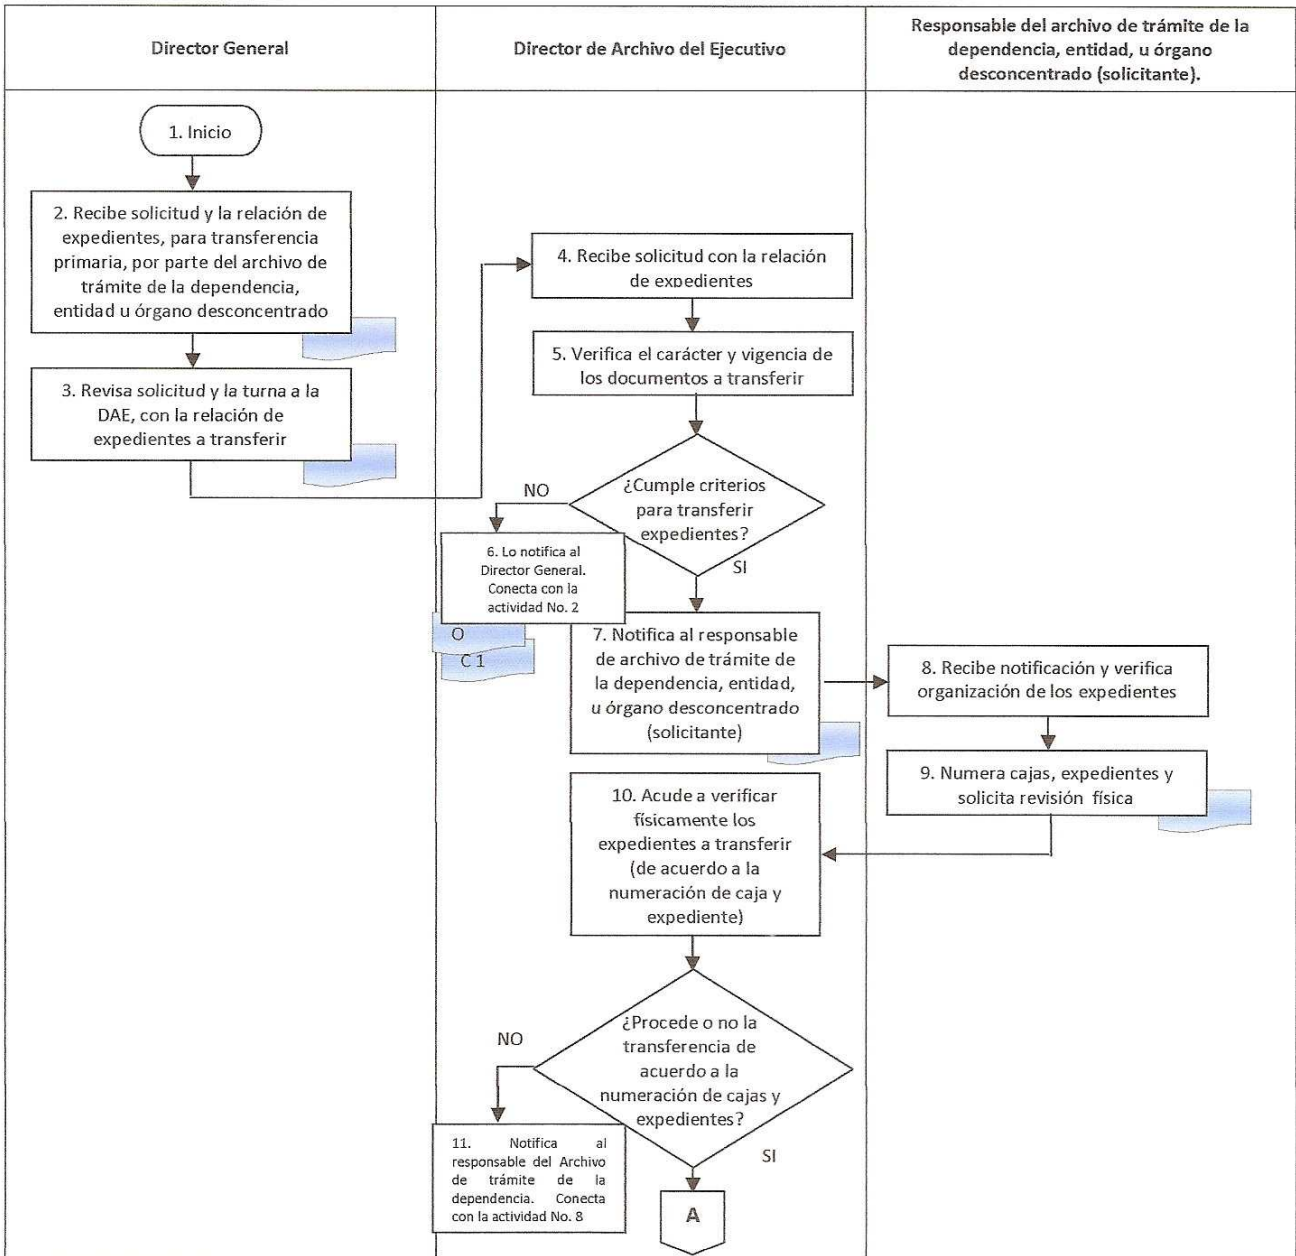 Director General
Director de Archivo del Ejecutivo
Responsable del archivo de trámite de la
dependencia, entidad, u órgano
desconcentrado (solicitante).
1. Inicio
2. Recibe solicitud y la relación de
expedientes, para transferencia
primaria, por parte del archivo de
trámite de la dependencia,
entidad u órgano desconcentrado
3. Revisa solicitud y la turna a la
DAE, con la relación de
expedientes a transferir
4. Recibe solicitud con la relación
de expedientes
5. Verifica el carácter y vigencia de
los documentos a transferir
¿Cumple criterios
para transferir
expedientes?
NO
SI
6. Lo notifica al
Director General.
Conecta con la
actividad No. 2
O
C 1
7. Notifica al responsable
de archivo de trámite de
la dependencia, entidad,
u órgano desconcentrado
(solicitante)
8. Recibe notificación y verifica
organización de los expedientes
9. Numera cajas, expedientes y
solicita revisión física
10. Acude a verificar
físicamente los
expedientes a transferir
(de acuerdo a la
numeración de caja y
expediente)
¿Procede o no la
transferencia de
acuerdo a la
numeración de cajas y
expedientes?
NO
SI
11. Notifica al
responsable del Archivo
de trámite de la
dependencia. Conecta
con la actividad No. 8
A